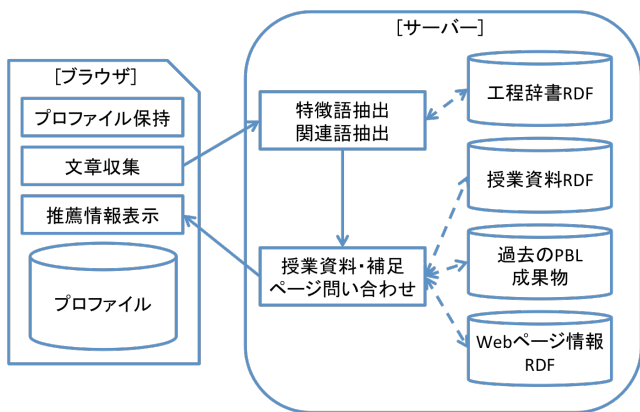 [ブラウザ]
プロファイル保持
文章収集
推薦情報表示
プロファイル
[サーバー]
特徴語抽出
関連語抽出
授業資料・補足
ページ問い合わせ
工程辞書RDF
授業資料RDF
過去のPBL
成果物
Webページ情報
RDF